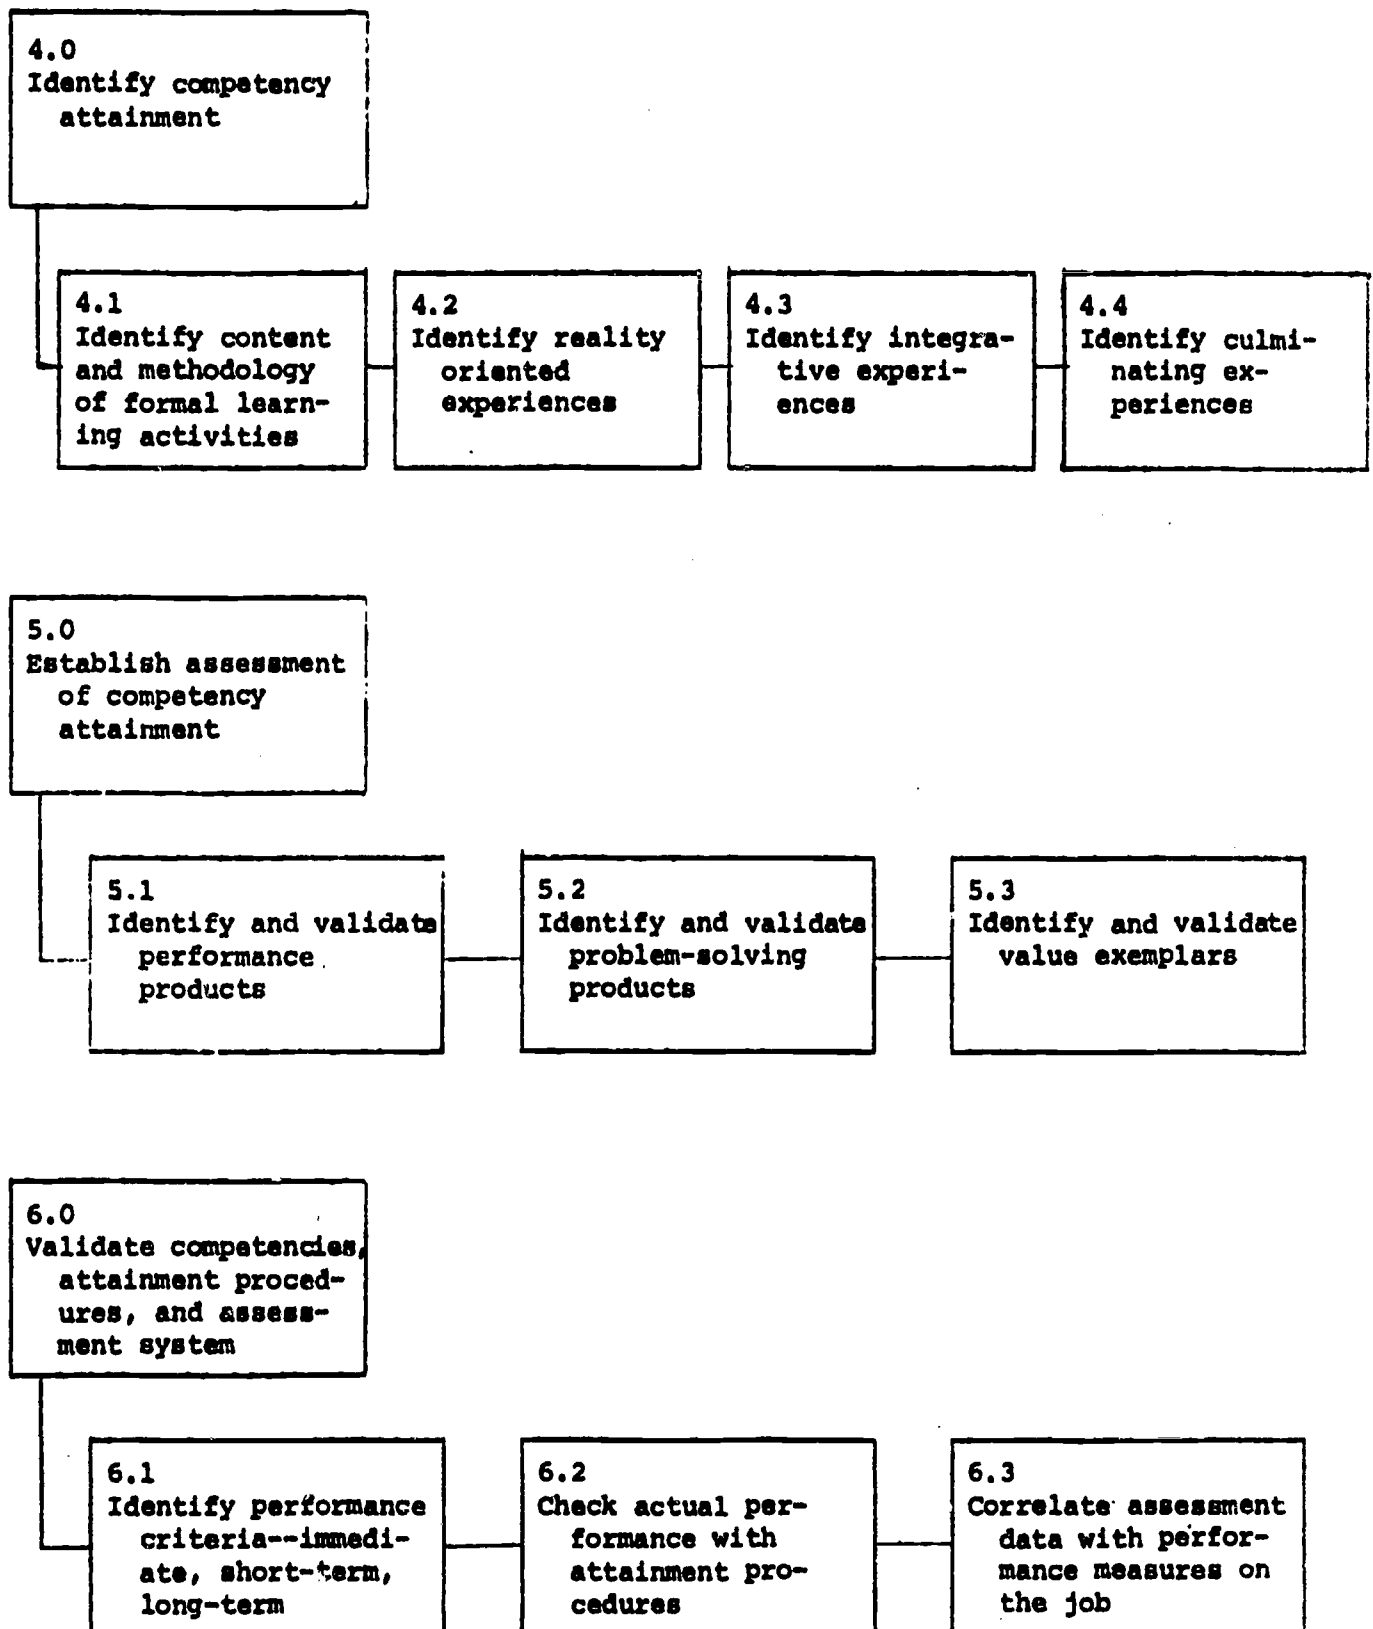 4.0
Identify competency
attainment
4.1
Identify content
and methodology
of formal learn-
ing activities
4.2
Identify reality
oriented
experiences
4.3
Identify integra-
tive experi-
ences
4.4
Identify culmi-
nating ex-
periences
5.0
Establish assessment
of competency
attainment
5.1
Identify and validate
performance
products
5.2
Identify and validate
problem-solving
products
5.3
Identify and validate
value exemplars
6.0
Validate competencies,
attainment proced-
ures, and assess-
ment system
6.1
Identify performance
criteria--immedi-
ate, short-term,
long-term
6.2
Check actual per-
formance with
attainment pro-
cedures
6.3
Correlate assessment
data with perfor-
mance measures on
the job